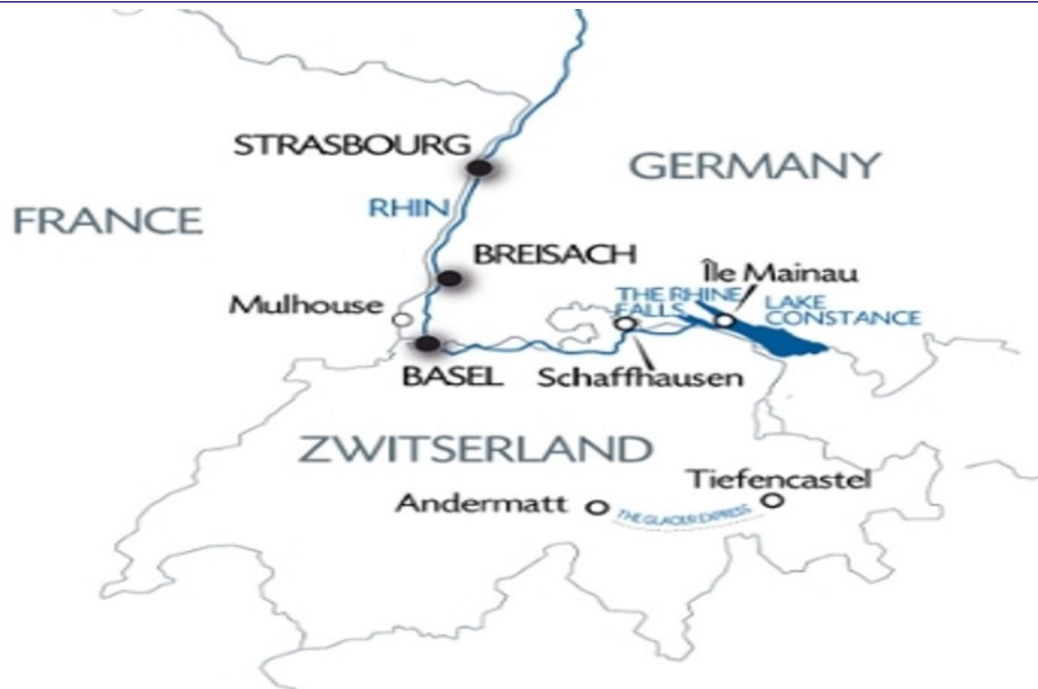 STRASBOURG
GERMANY
RHIN
FRANCE
BREISACH
Île Mainau
THE RHINE
FALLS
LAKE
CONSTANCE
Mulhouse
BASEL
Schaffhausen
ZWITSERLAND
Tiefencastel
Andermatt
THE GLACIER EXPRESS